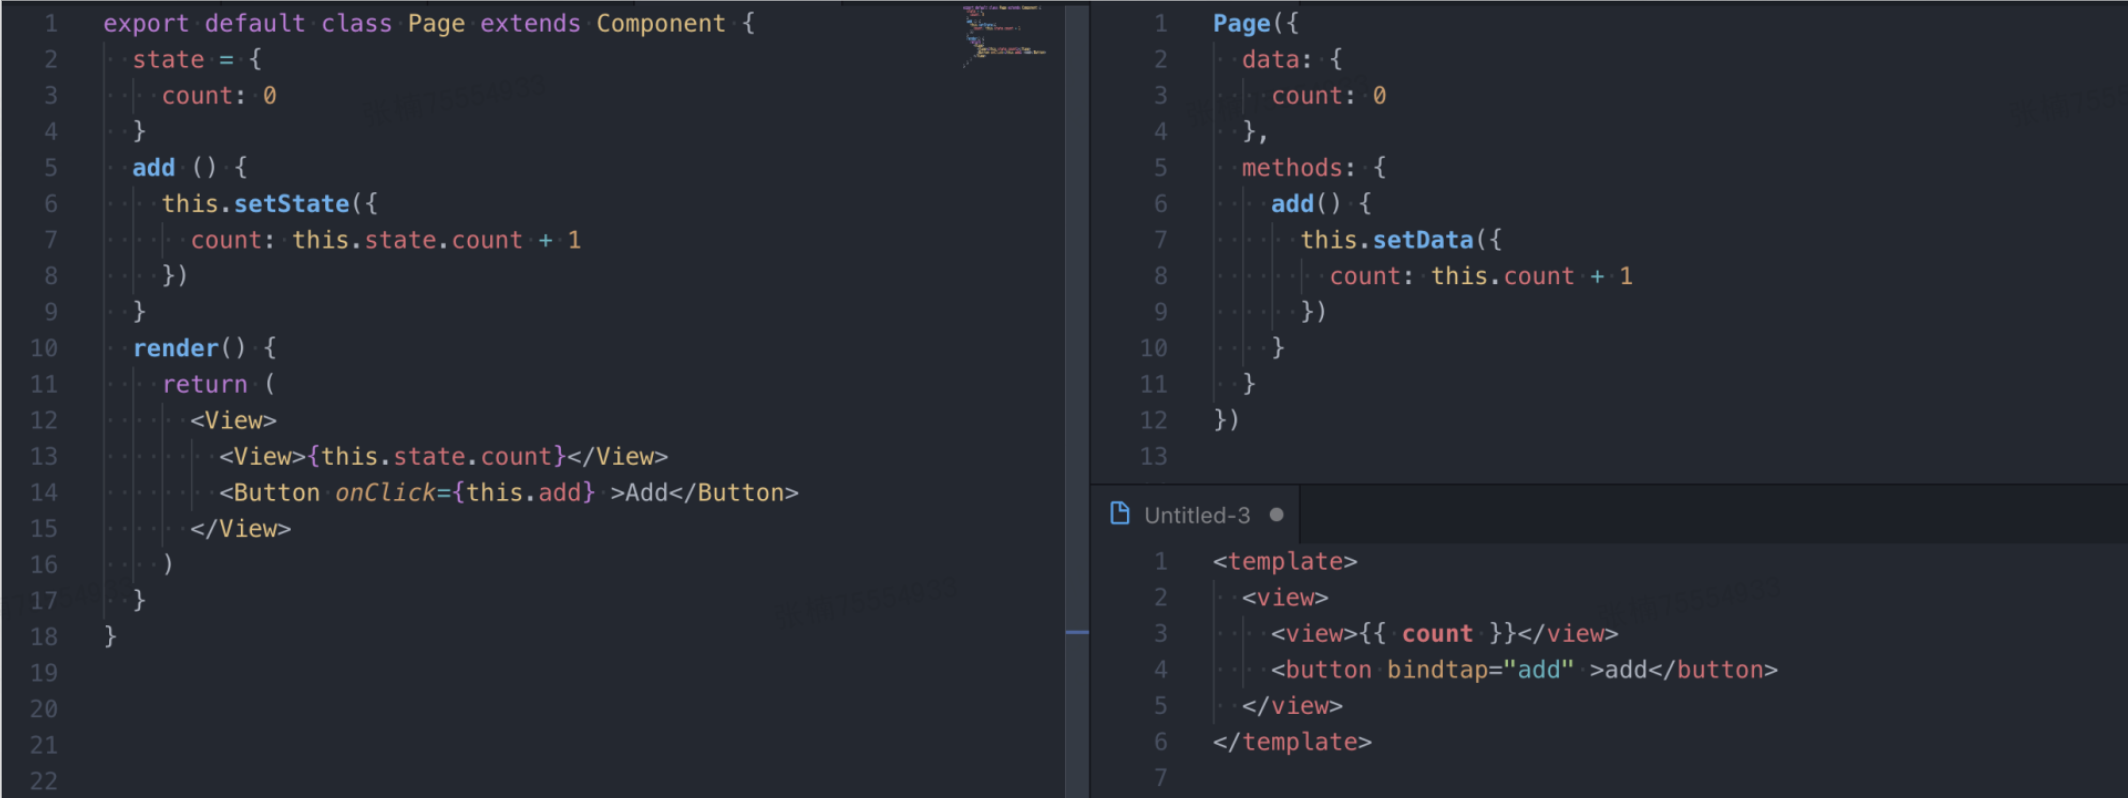 1 export default class Page extends Component {
2 state = {
3 count: 0
4 }
5 add () {
6 this.setState({
7 count: this.state.count + 1
8 })
9 }
10 render() {
11 return (
12 <View>
13 <View>{this.state.count}</View>
14 <Button onClick={this.add} >Add</Button>
15 </View>
16 )
17 }
18 }
19
20
21
22
1 Page({
2 data: {
3 count: 0
4 },
5 methods: {
6 add() {
7 this.setData({
8 count: this.count + 1
9 })
10 }
11 }
12 })
13
Untitled-3
1 <template>
2 <view>
3 <view>{{ count }}</view>
4 <button bindtap="add" >add</button>
5 </view>
6 </template>
7